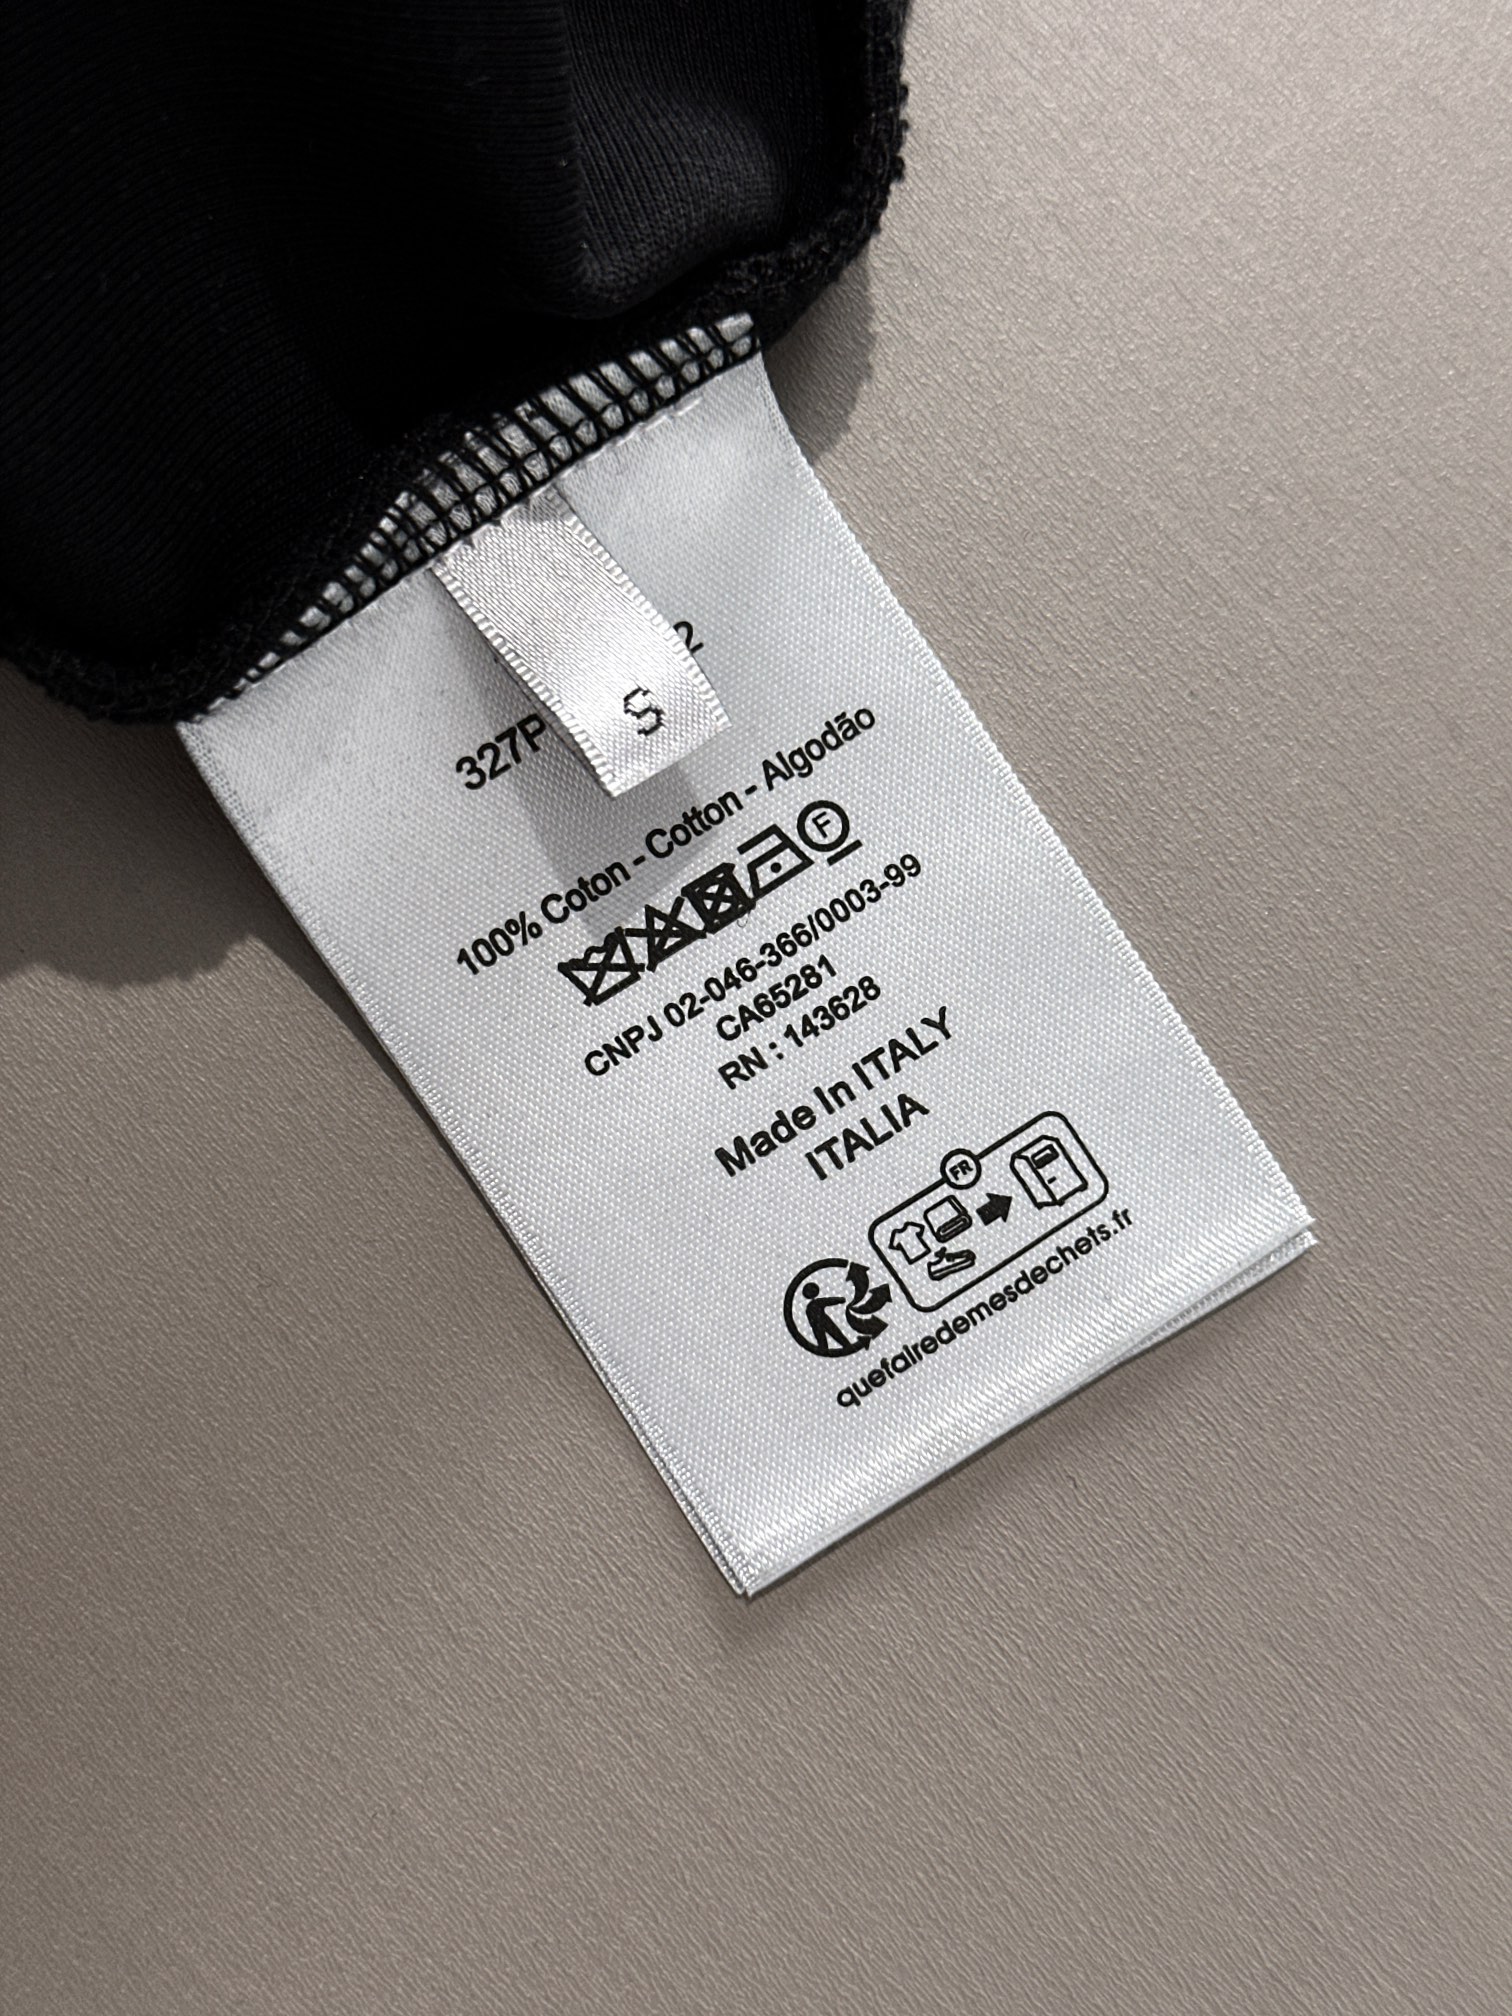 S
2
327P
100% Coton - Cotton - Algodão
F
CNPJ 02-046-366/0003-99
CA65281
RN : 143628
Made In ITALY
ITALIA
FR
quefairedemesdechets.fr